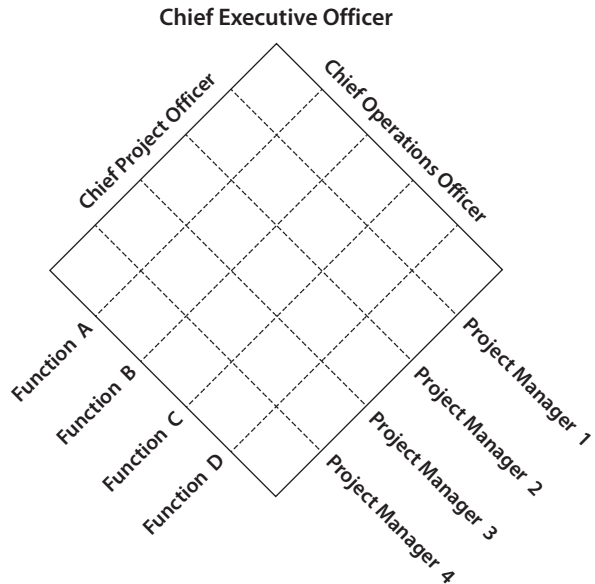 Chief Executive Officer
Chief Project Officer
Chief Operations Officer
Function A
Function B
Function C
Function D
Project Manager 1
Project Manager 2
Project Manager 3
Project Manager 4